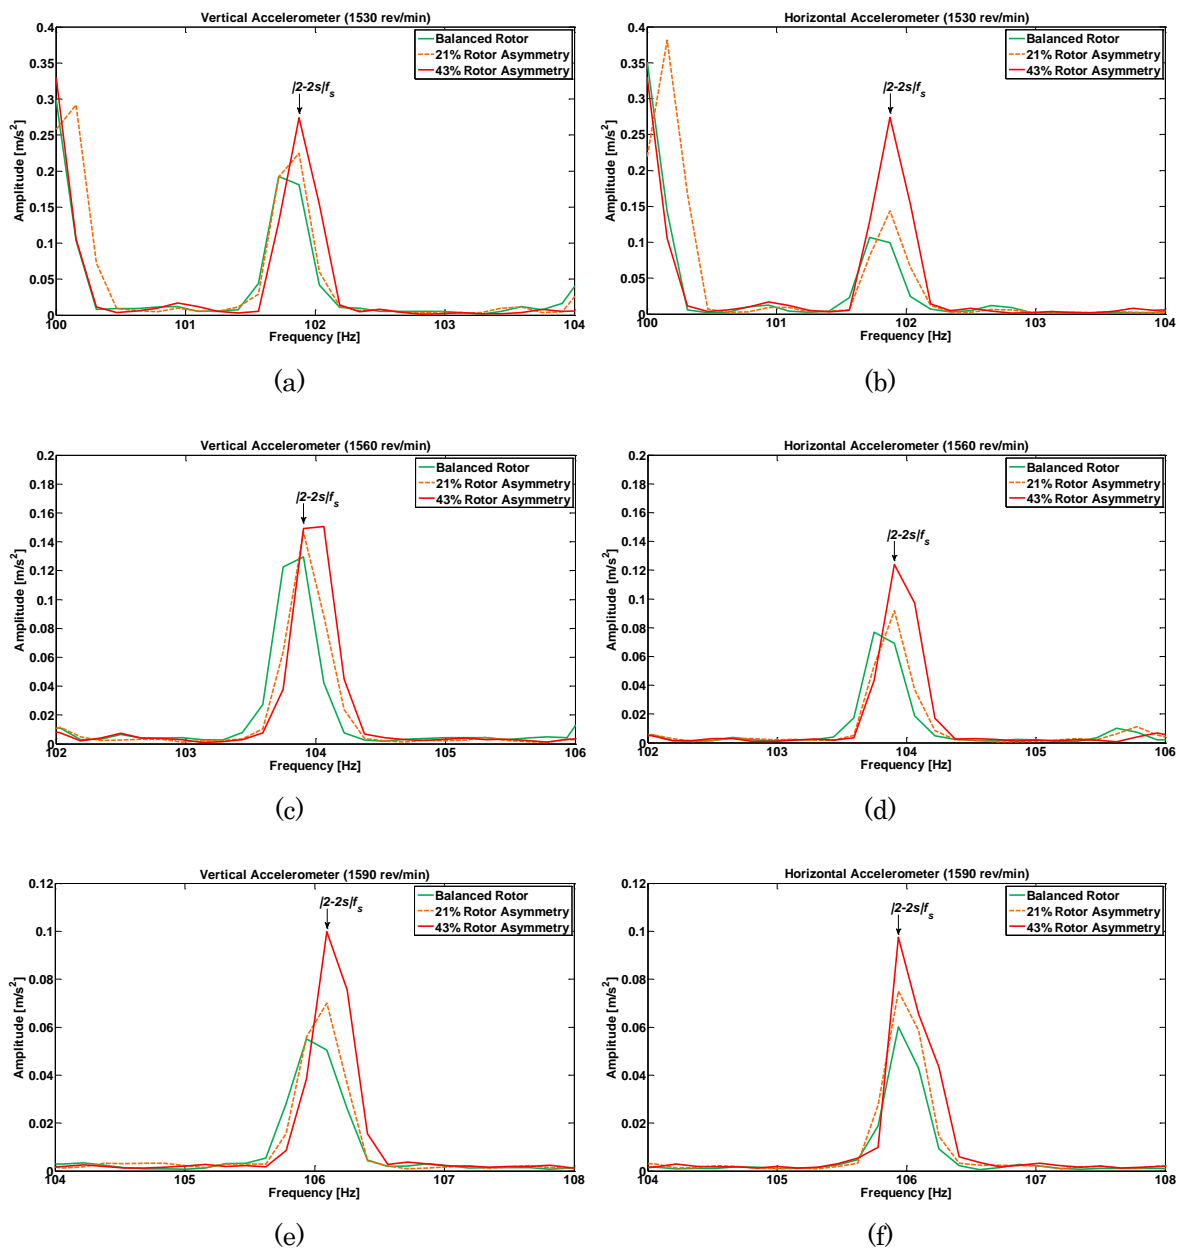 Vertical Accelerometer (1530 rev/min)
0.4
0.35
0.3
0.25
0.2
0.15
0.1
0.05
0
Amplitude [m/s²]
Balanced Rotor
21% Rotor Asymmetry
43% Rotor Asymmetry
|2-2s|fs
100 101 102 103 104
Frequency [Hz]
(a)
Horizontal Accelerometer (1530 rev/min)
0.4
0.35
0.3
0.25
0.2
0.15
0.1
0.05
0
Amplitude [m/s²]
Balanced Rotor
21% Rotor Asymmetry
43% Rotor Asymmetry
|2-2s|fs
100 101 102 103 104
Frequency [Hz]
(b)
Vertical Accelerometer (1560 rev/min)
0.2
0.18
0.16
0.14
0.12
0.1
0.08
0.06
0.04
0.02
0
Amplitude [m/s²]
Balanced Rotor
21% Rotor Asymmetry
43% Rotor Asymmetry
|2-2s|fs
102 103 104 105 106
Frequency [Hz]
(c)
Horizontal Accelerometer (1560 rev/min)
0.2
0.18
0.16
0.14
0.12
0.1
0.08
0.06
0.04
0.02
0
Amplitude [m/s²]
Balanced Rotor
21% Rotor Asymmetry
43% Rotor Asymmetry
|2-2s|fs
102 103 104 105 106
Frequency [Hz]
(d)
Vertical Accelerometer (1590 rev/min)
0.12
0.1
0.08
0.06
0.04
0.02
0
Amplitude [m/s²]
Balanced Rotor
21% Rotor Asymmetry
43% Rotor Asymmetry
|2-2s|fs
104 105 106 107 108
Frequency [Hz]
(e)
Horizontal Accelerometer (1590 rev/min)
0.12
0.1
0.08
0.06
0.04
0.02
0
Amplitude [m/s²]
Balanced Rotor
21% Rotor Asymmetry
43% Rotor Asymmetry
|2-2s|fs
104 105 106 107 108
Frequency [Hz]
(f)